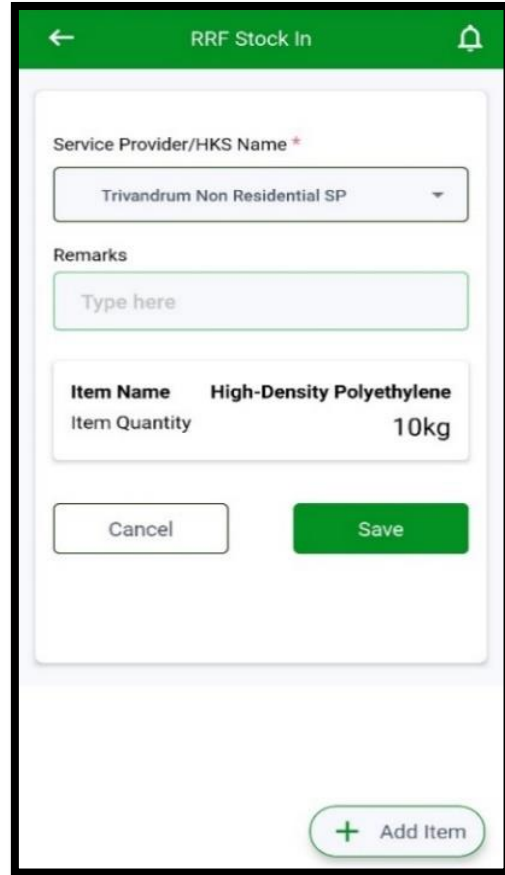 RRF Stock In
Service Provider/HKS Name *
Trivandrum Non Residential SP
Remarks
Type here
Item Name High-Density Polyethylene
Item Quantity 10kg
Cancel Save
+ Add Item